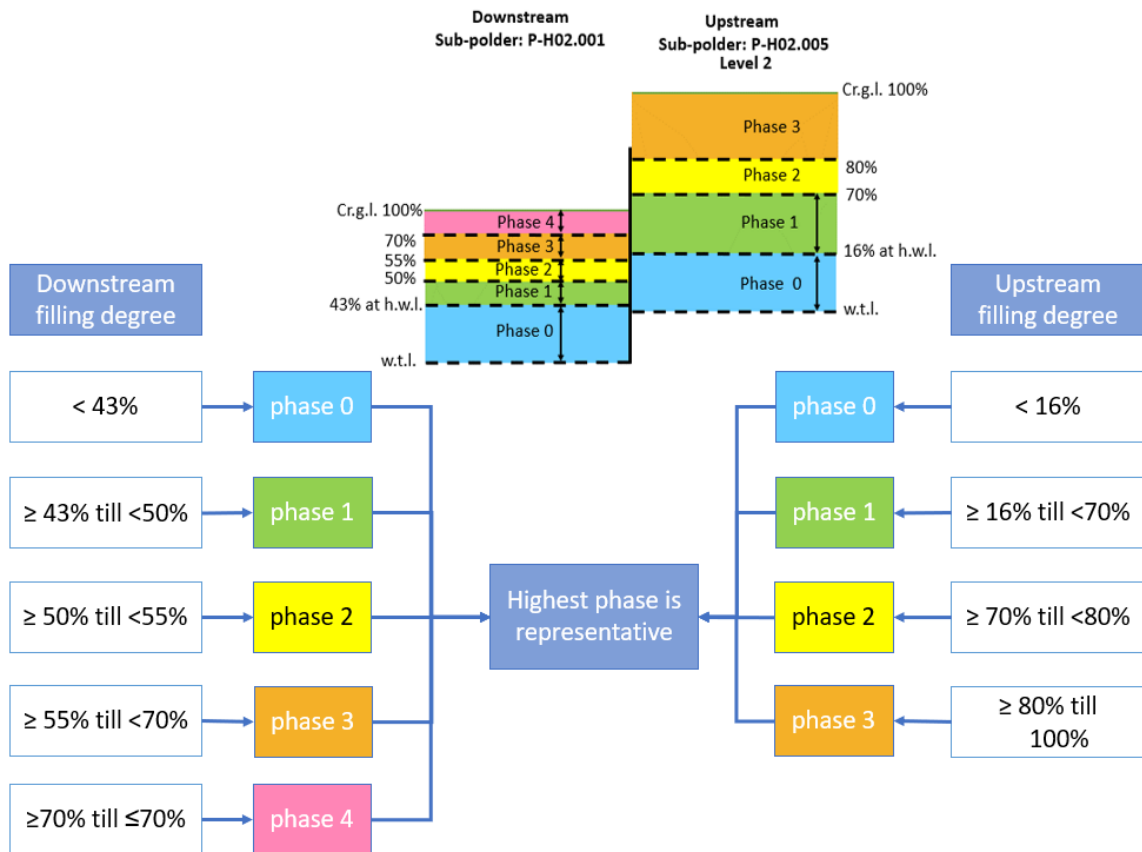 Downstream
Sub-polder: P-H02.001
Upstream
Sub-polder: P-H02.005
Level 2
Cr.g.l. 100%
Phase 3
80%
Phase 2
70%
Phase 1
16% at h.w.l.
Phase 0
w.t.l.
Cr.g.l. 100%
Phase 4
70%
Phase 3
55%
Phase 2
50%
Phase 1
43% at h.w.l.
Phase 0
w.t.l.
Downstream
filling degree
< 43%
phase 0
≥ 43% till <50%
phase 1
≥ 50% till <55%
phase 2
≥ 55% till <70%
phase 3
≥70% till ≤70%
phase 4
Highest phase is
representative
Upstream
filling degree
phase 0
< 16%
phase 1
≥ 16% till <70%
phase 2
≥ 70% till <80%
phase 3
≥ 80% till
100%